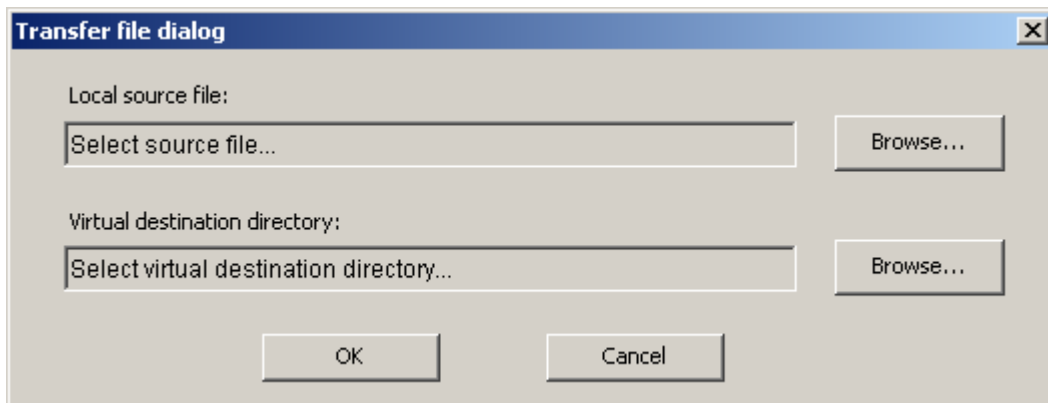 Transfer file dialog
Local source file:
Select source file...
Browse...
Virtual destination directory:
Select virtual destination directory...
Browse...
OK
Cancel